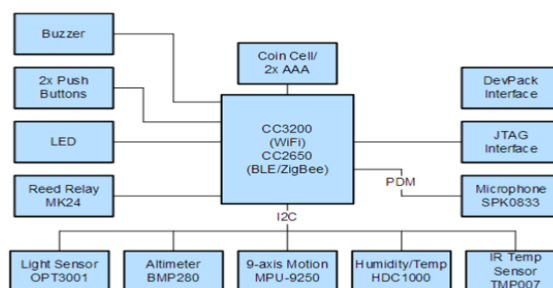 Buzzer
Coin Cell/
2x AAA
2x Push
Buttons
DevPack
Interface
CC3200
(WiFi)
CC2650
(BLE/ZigBee)
LED
JTAG
Interface
PDM
Reed Relay
MK24
Microphone
SPK0833
I2C
Light Sensor
OPT3001
Altimeter
BMP280
9-axis Motion
MPU-9250
Humidity/Temp
HDC1000
IR Temp
Sensor
TMP007